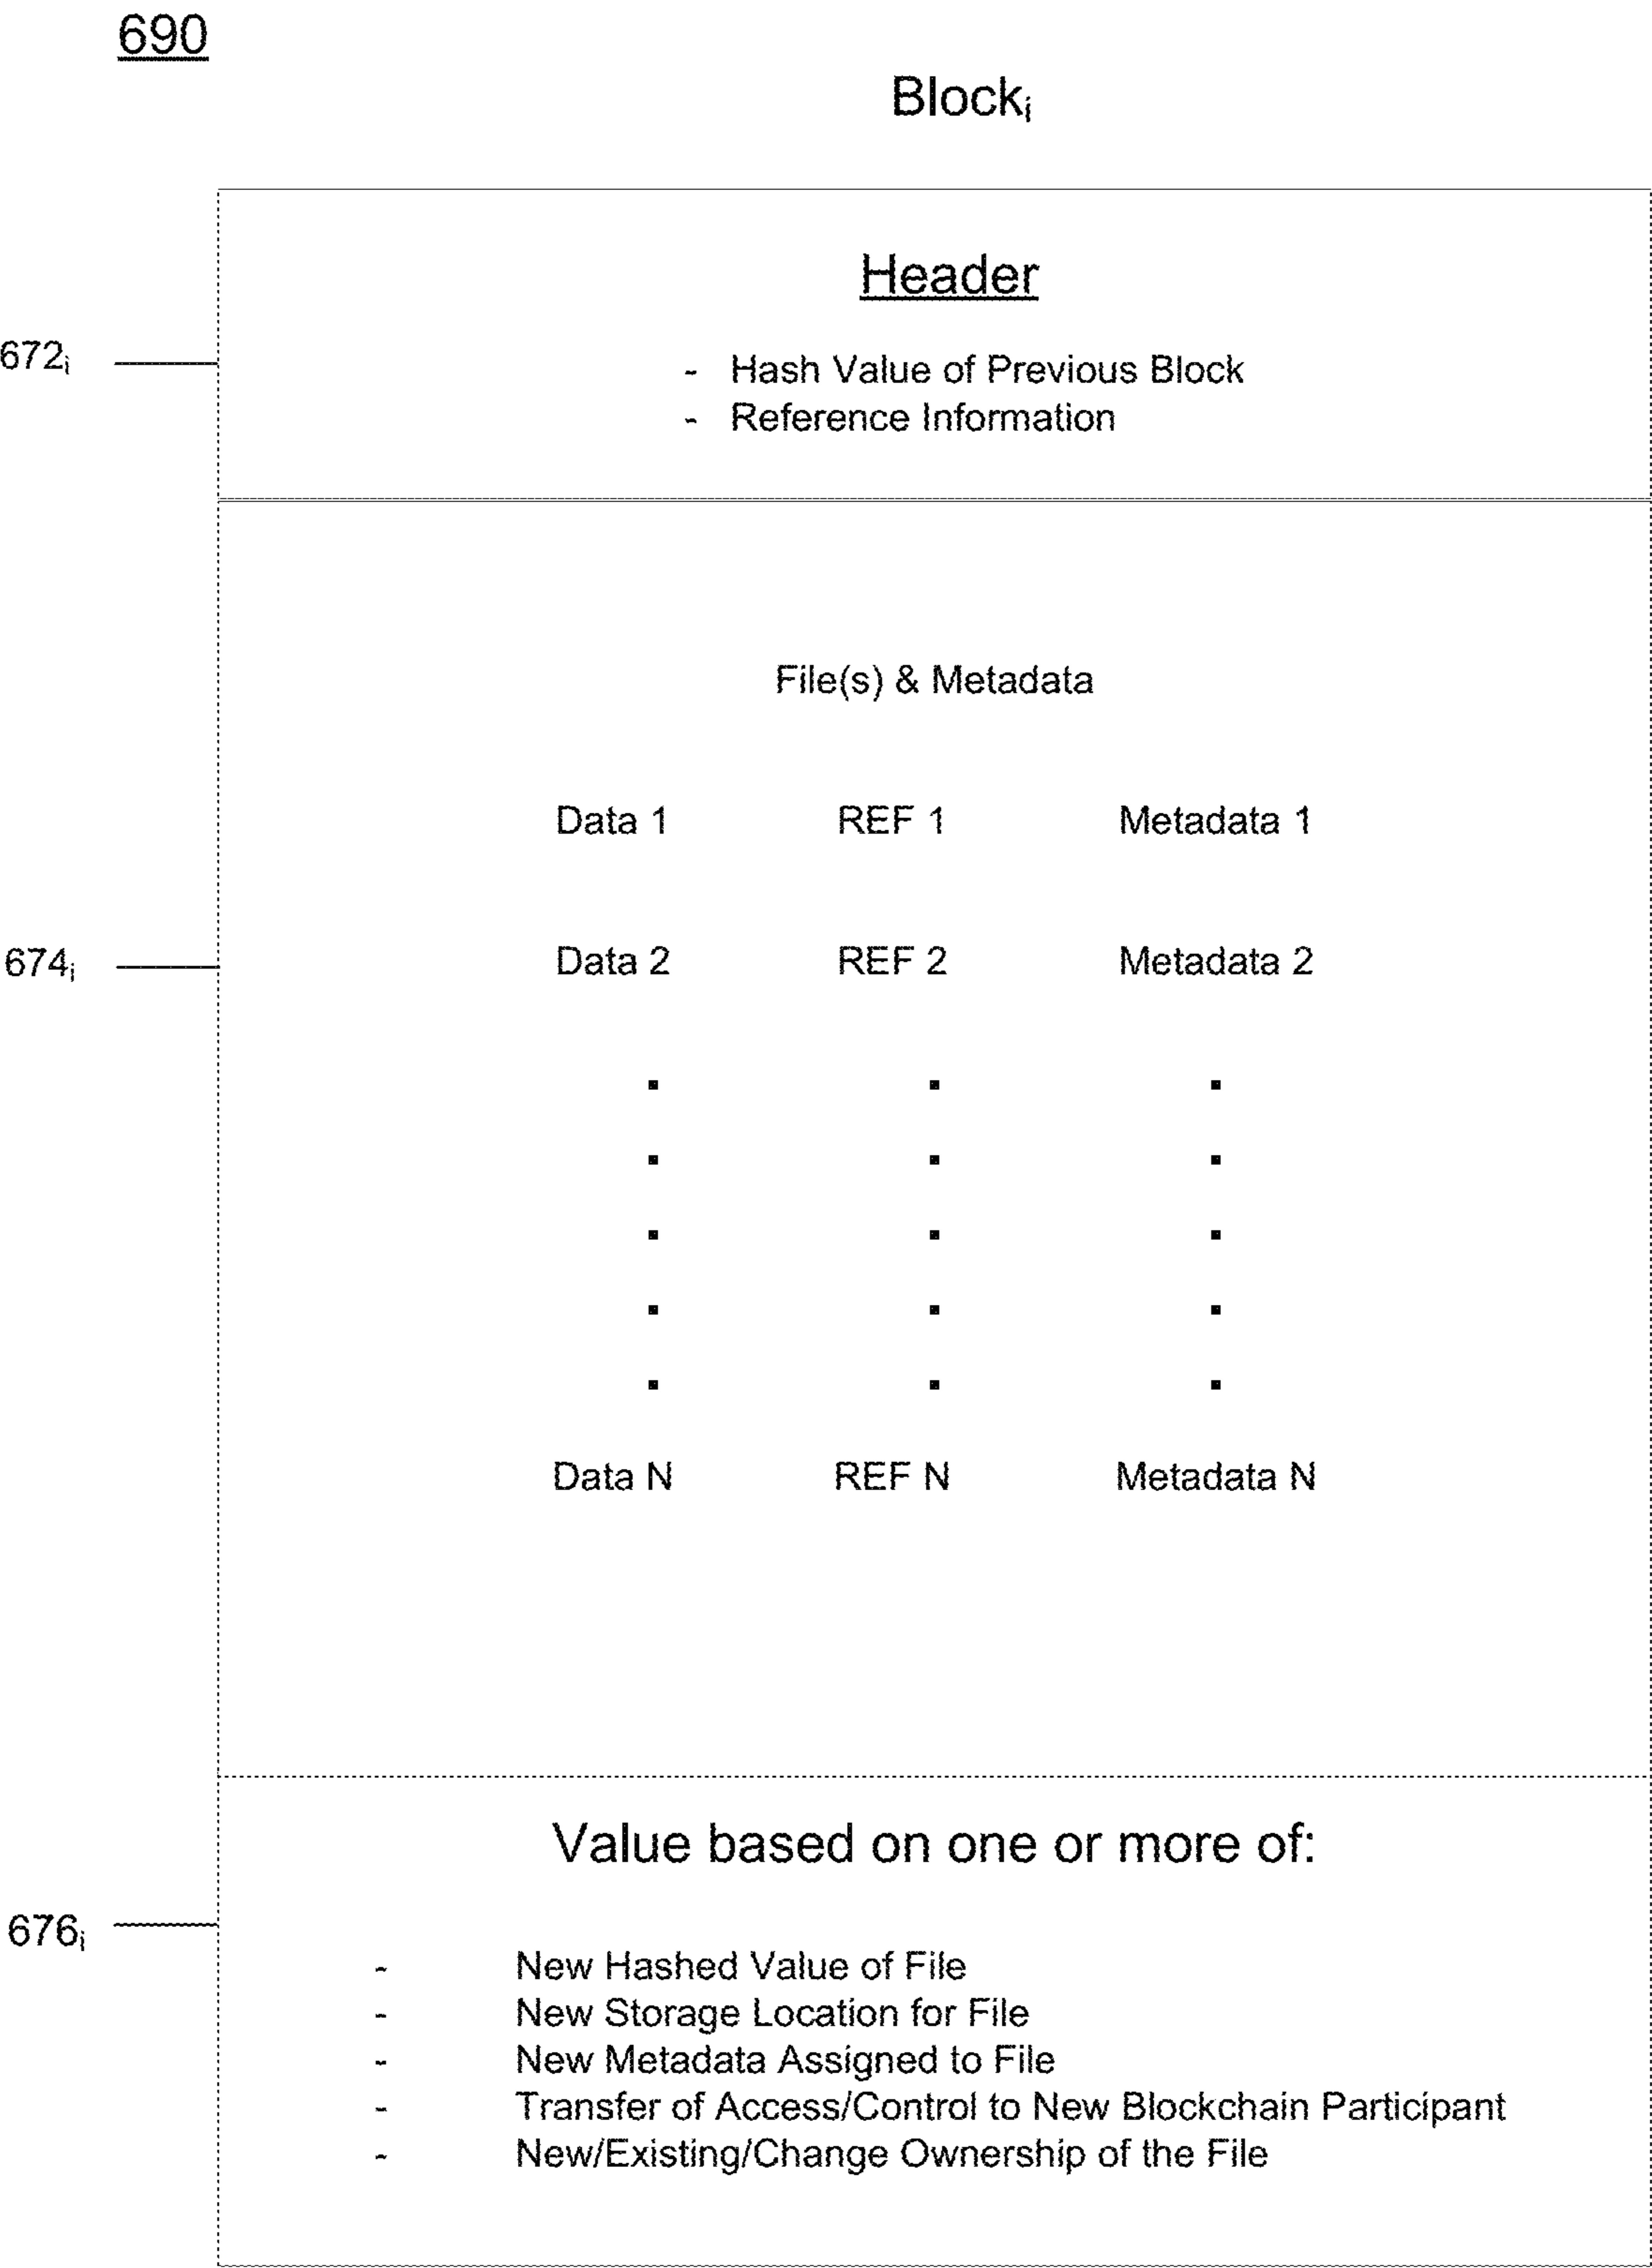 690
Blockᵢ
Header
672ᵢ
- Hash Value of Previous Block
- Reference Information
File(s) & Metadata
Data 1 REF 1 Metadata 1
674ᵢ
Data 2 REF 2 Metadata 2
Data N REF N Metadata N
Value based on one or more of:
676ᵢ
- New Hashed Value of File
- New Storage Location for File
- New Metadata Assigned to File
- Transfer of Access/Control to New Blockchain Participant
- New/Existing/Change Ownership of the File